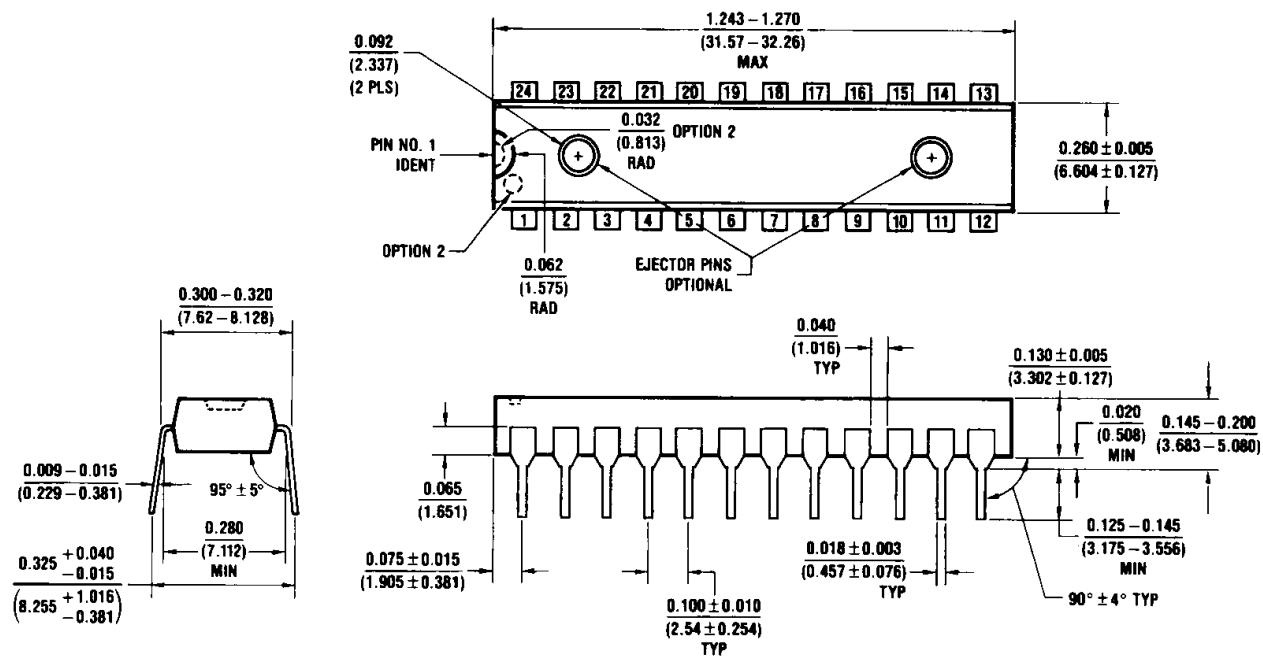 1.243 – 1.270
(31.57 – 32.26)
MAX
0.092
(2.337)
(2 PLS)
24 23 22 21 20 19 18 17 16 15 14 13
0.032
(0.813)
RAD
OPTION 2
PIN NO. 1
IDENT
0.260 ± 0.005
(6.604 ± 0.127)
1 2 3 4 5 6 7 8 9 10 11 12
OPTION 2
0.062
(1.575)
RAD
EJECTOR PINS
OPTIONAL
0.300 – 0.320
(7.62 – 8.128)
0.040
(1.016)
TYP
0.130 ± 0.005
(3.302 ± 0.127)
0.020
(0.508)
MIN
0.145 – 0.200
(3.683 – 5.080)
0.009 – 0.015
(0.229 – 0.381)
95° ± 5°
0.065
(1.651)
0.280
(7.112)
MIN
0.325 +0.040 −0.015
(8.255 +1.016 −0.381)
0.075 ± 0.015
(1.905 ± 0.381)
0.100 ± 0.010
(2.54 ± 0.254)
TYP
0.018 ± 0.003
(0.457 ± 0.076)
TYP
0.125 – 0.145
(3.175 – 3.556)
MIN
90° ± 4° TYP